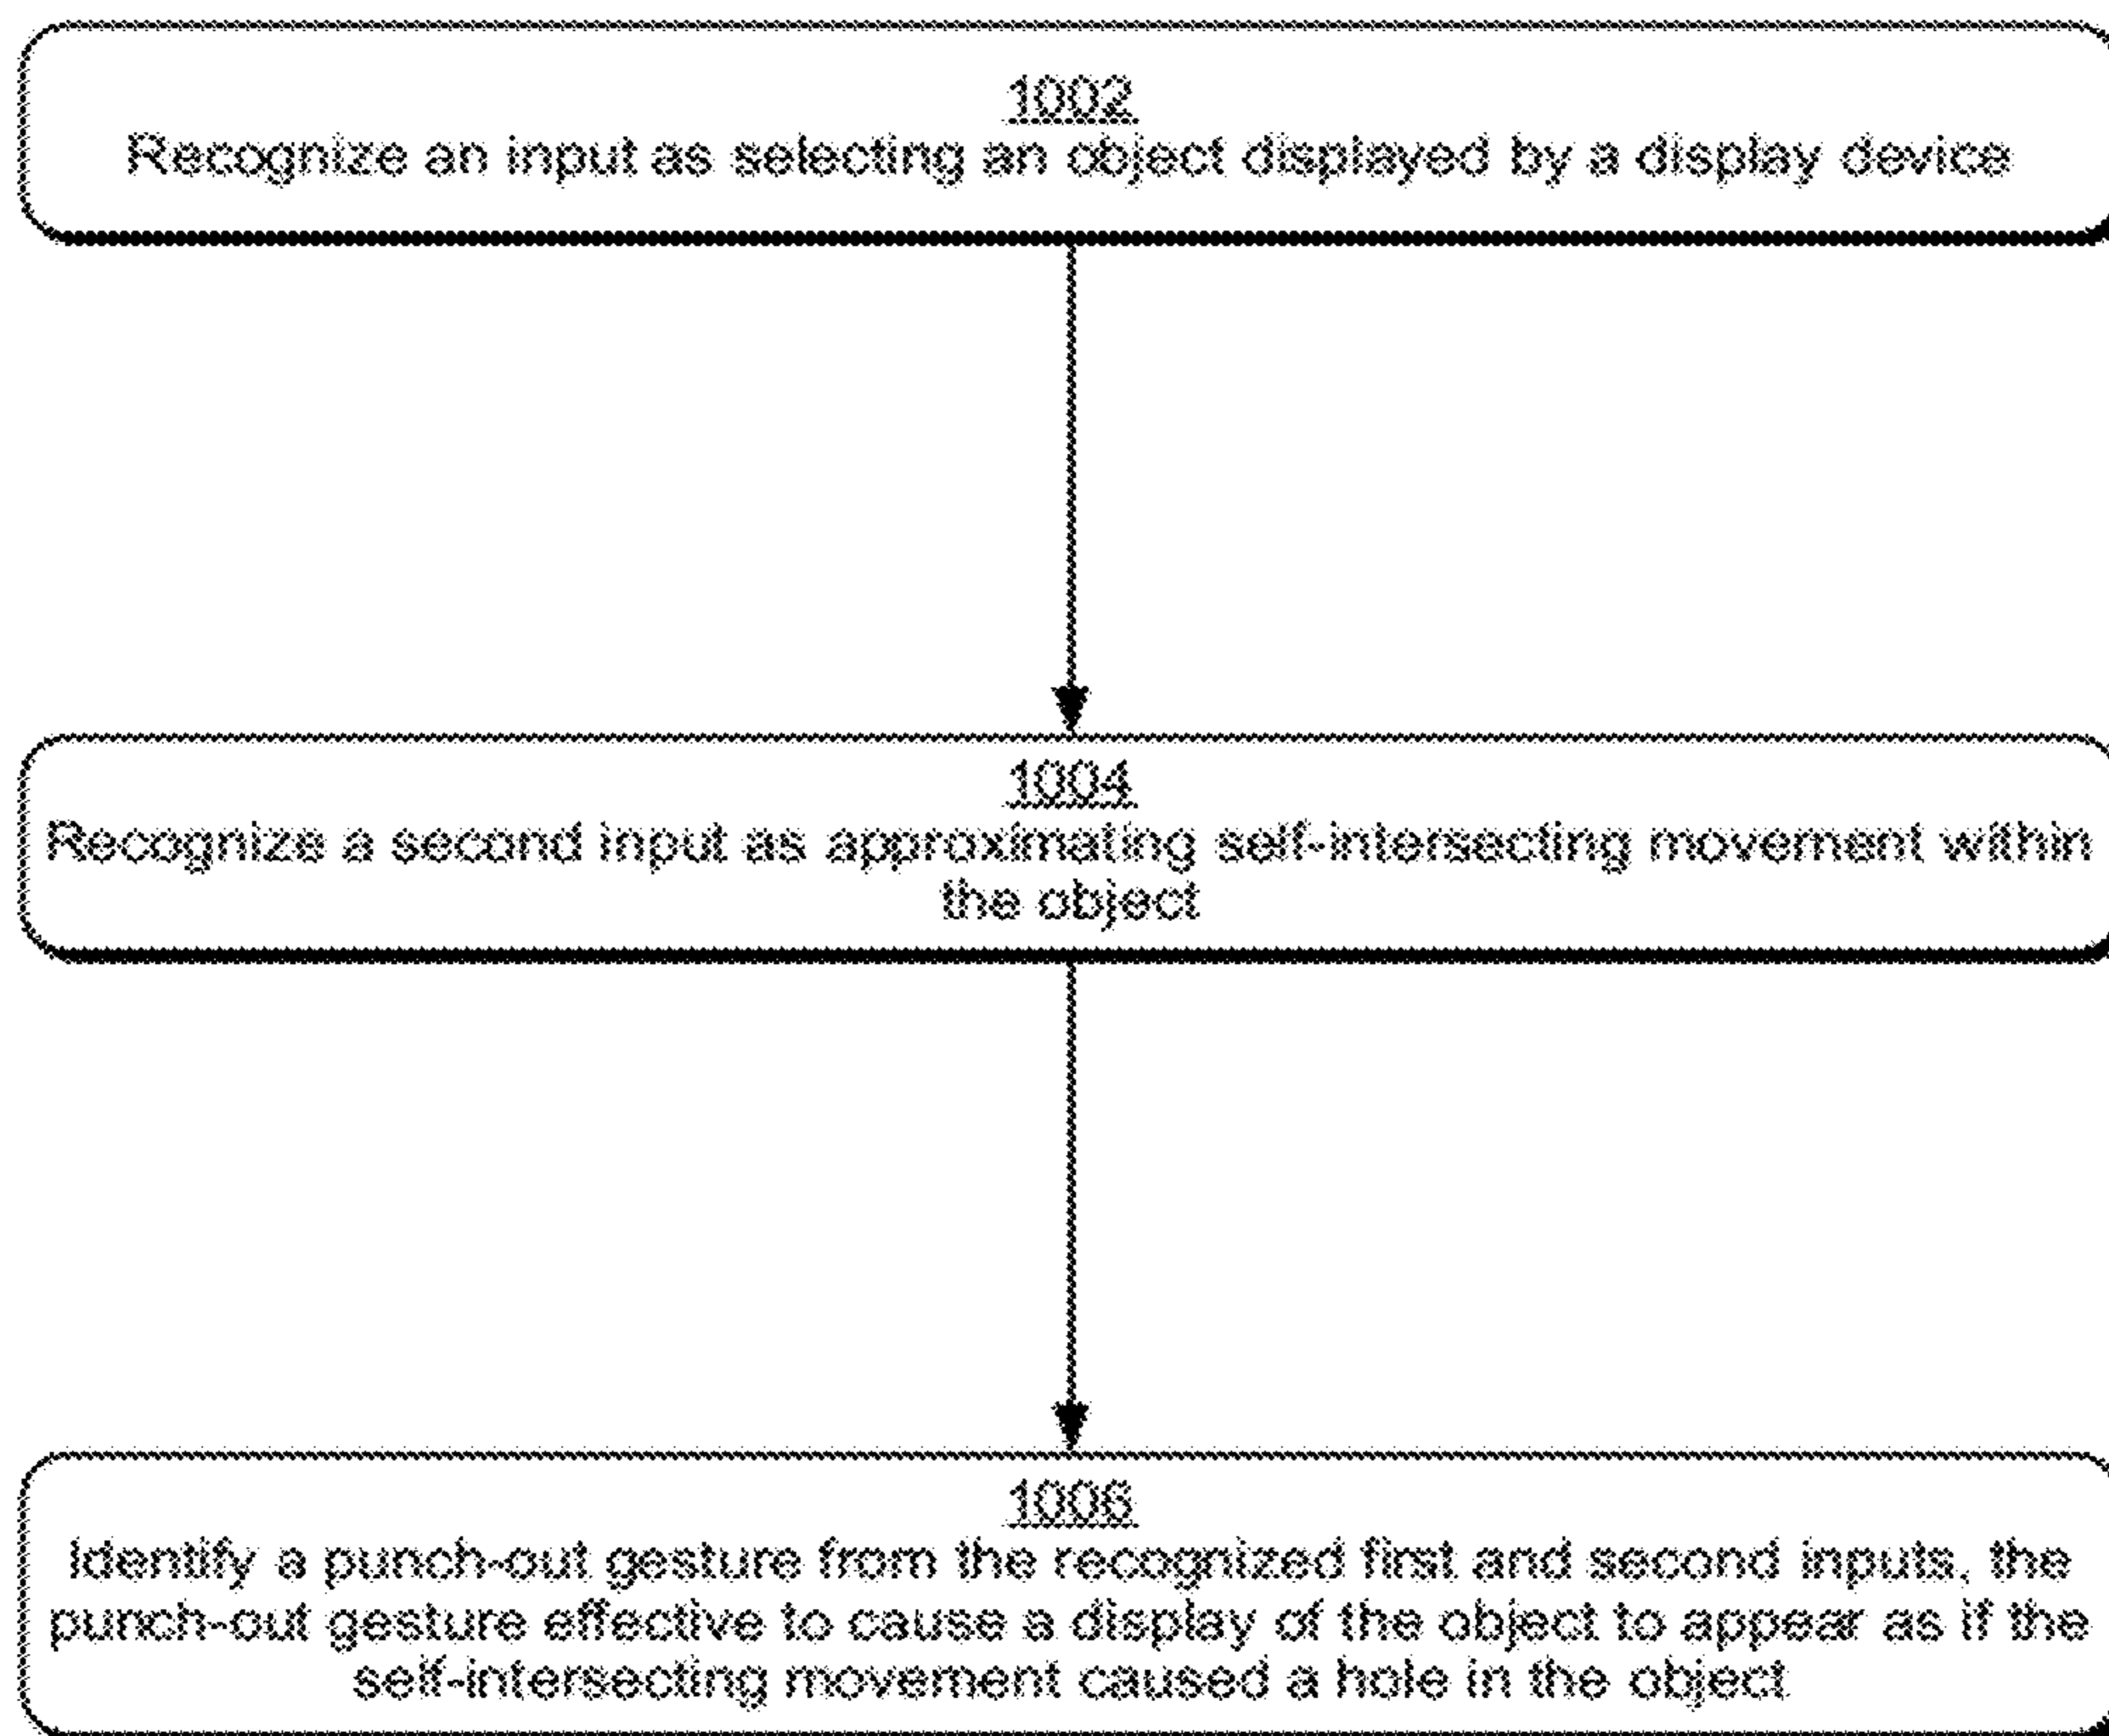 1002
Recognize an input as selecting an object displayed by a display device
1004
Recognize a second input as approximating self-intersecting movement within
the object
1006
Identify a punch-out gesture from the recognized first and second inputs, the
punch-out gesture effective to cause a display of the object to appear as if the
self-intersecting movement caused a hole in the object